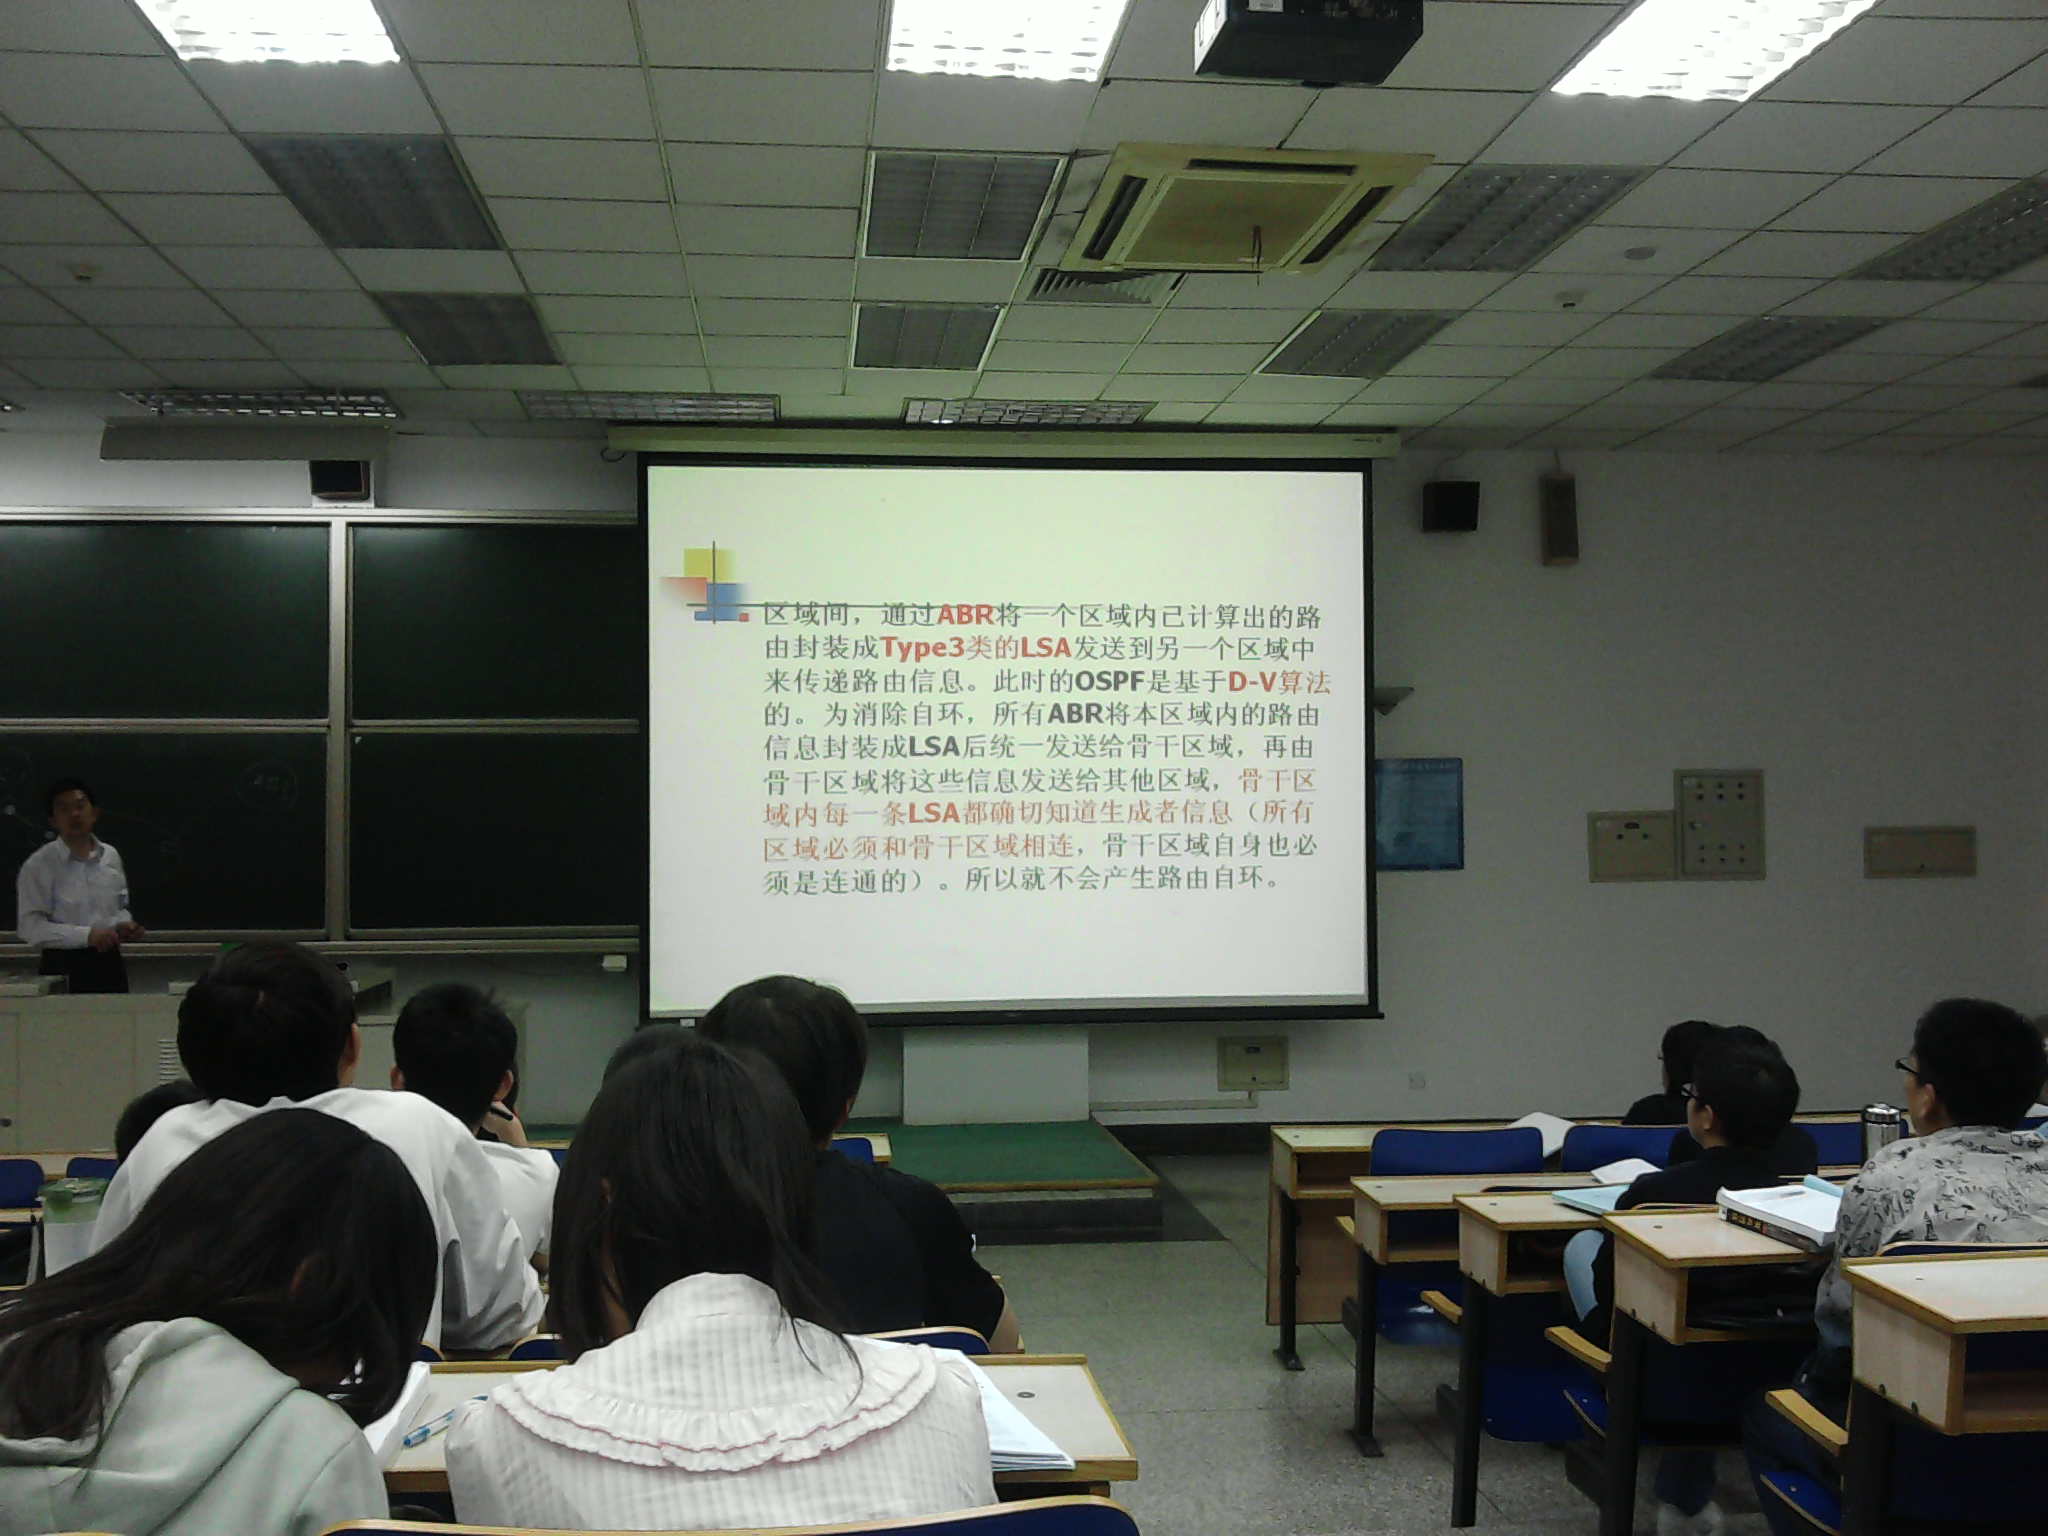 区域间，通过ABR将一个区域内已计算出的路
由封装成Type3类的LSA发送到另一个区域中
来传递路由信息。此时的OSPF是基于D-V算法
的。为消除自环，所有ABR将本区域内的路由
信息封装成LSA后统一发送给骨干区域，再由
骨干区域将这些信息发送给其他区域，骨干区
域内每一条LSA都确切知道生成者信息（所有
区域必须和骨干区域相连，骨干区域自身也必
须是连通的）。所以就不会产生路由自环。